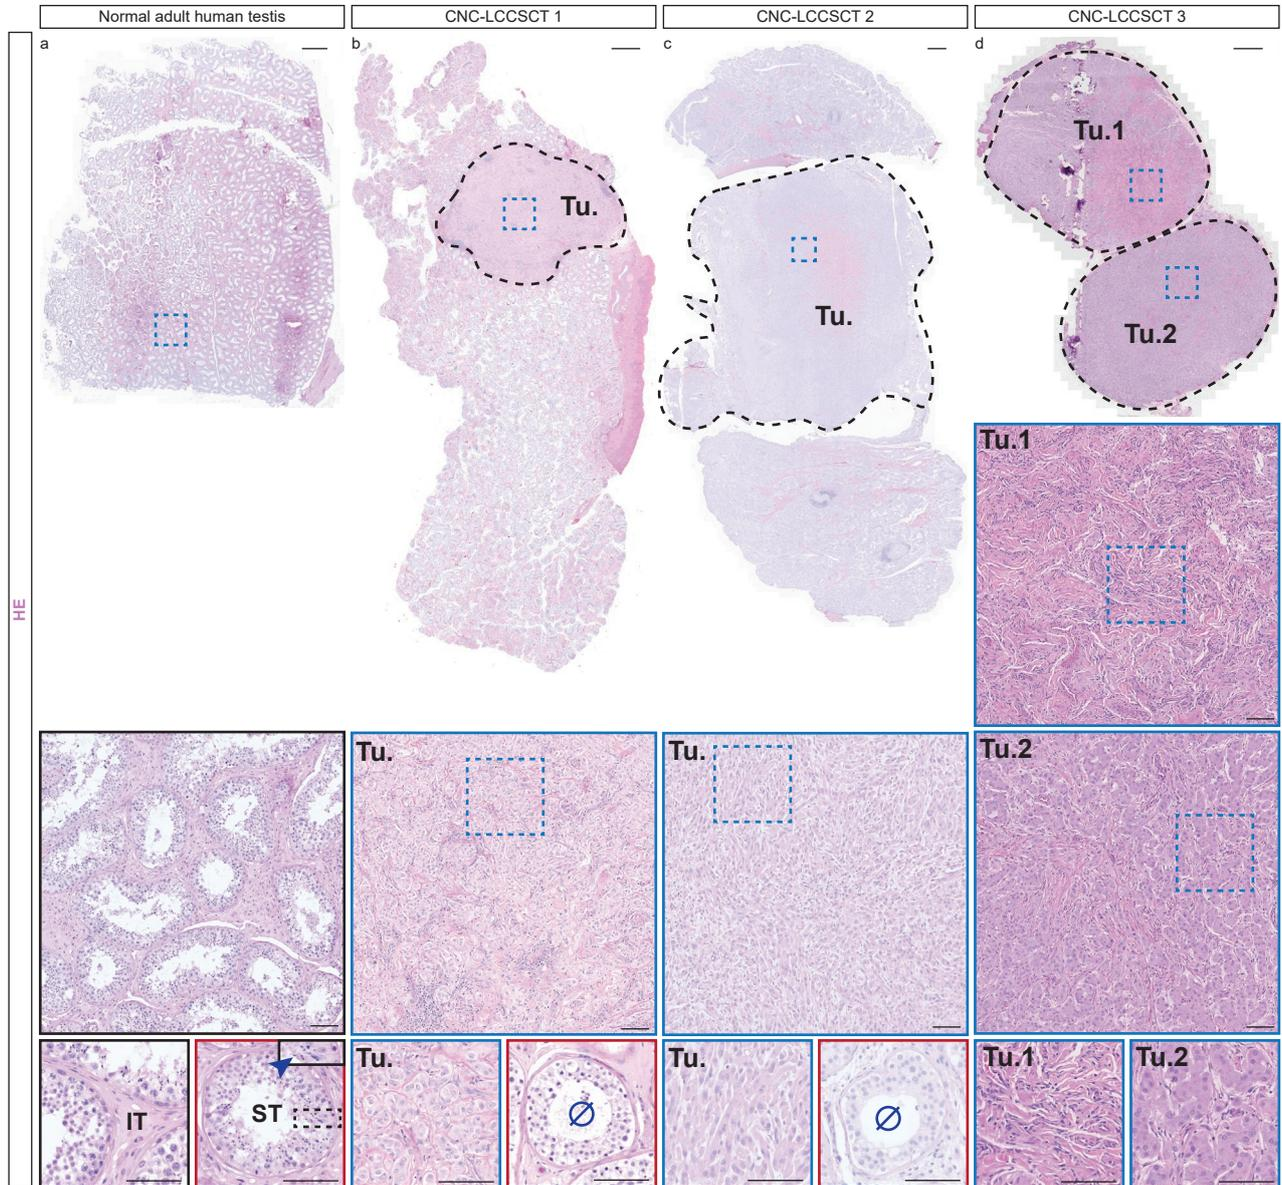 Normal adult human testis
CNC-LCCSCT 1
CNC-LCCSCT 2
CNC-LCCSCT 3
HE
a
b
c
d
Tu.
Tu.
Tu.1
Tu.2
Tu.1
Tu.
Tu.
Tu.2
IT
ST
Tu.
∅
Tu.
∅
Tu.1
Tu.2